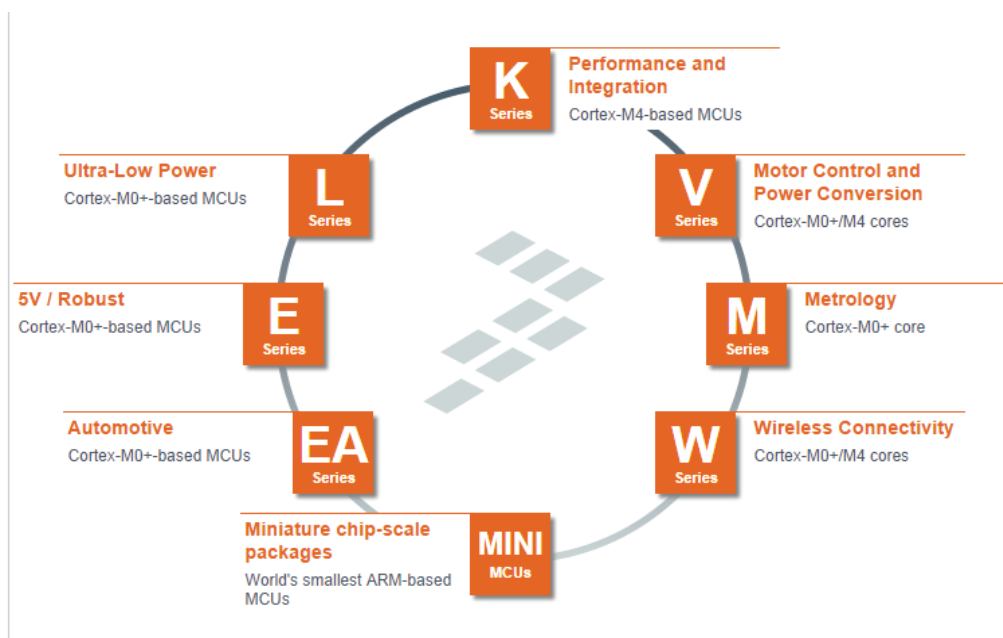 K
Series
Performance and
Integration
Cortex-M4-based MCUs
Ultra-Low Power
Cortex-M0+-based MCUs
L
Series
V
Series
Motor Control and
Power Conversion
Cortex-M0+/M4 cores
5V / Robust
Cortex-M0+-based MCUs
E
Series
M
Series
Metrology
Cortex-M0+ core
Automotive
Cortex-M0+-based MCUs
EA
Series
W
Series
Wireless Connectivity
Cortex-M0+/M4 cores
Miniature chip-scale
packages
World's smallest ARM-based
MCUs
MINI
MCUs